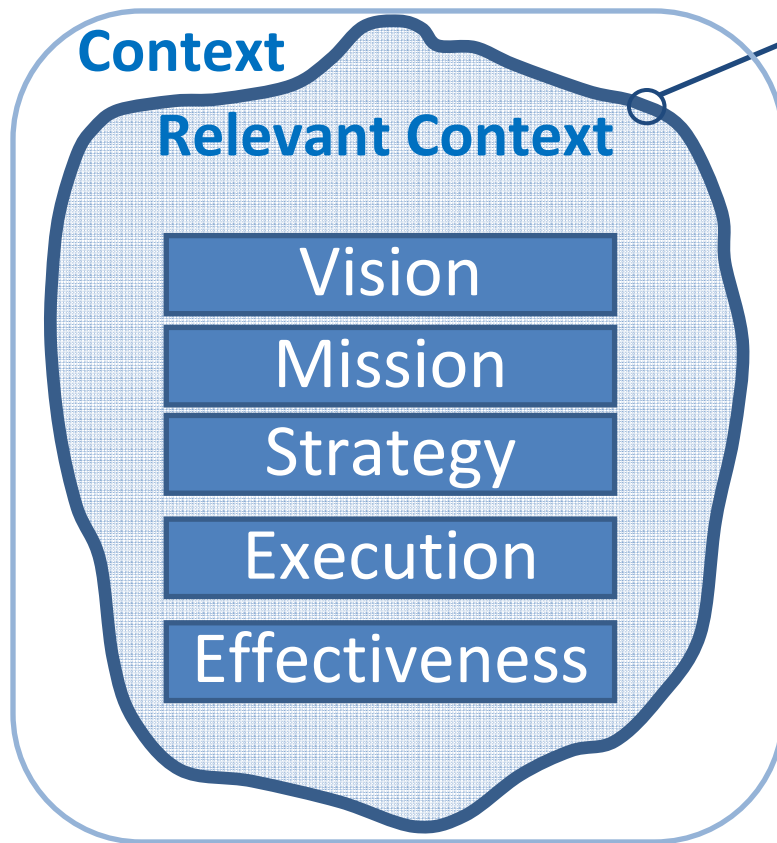 Context
Relevant Context
Vision
Mission
Strategy
Execution
Effectiveness